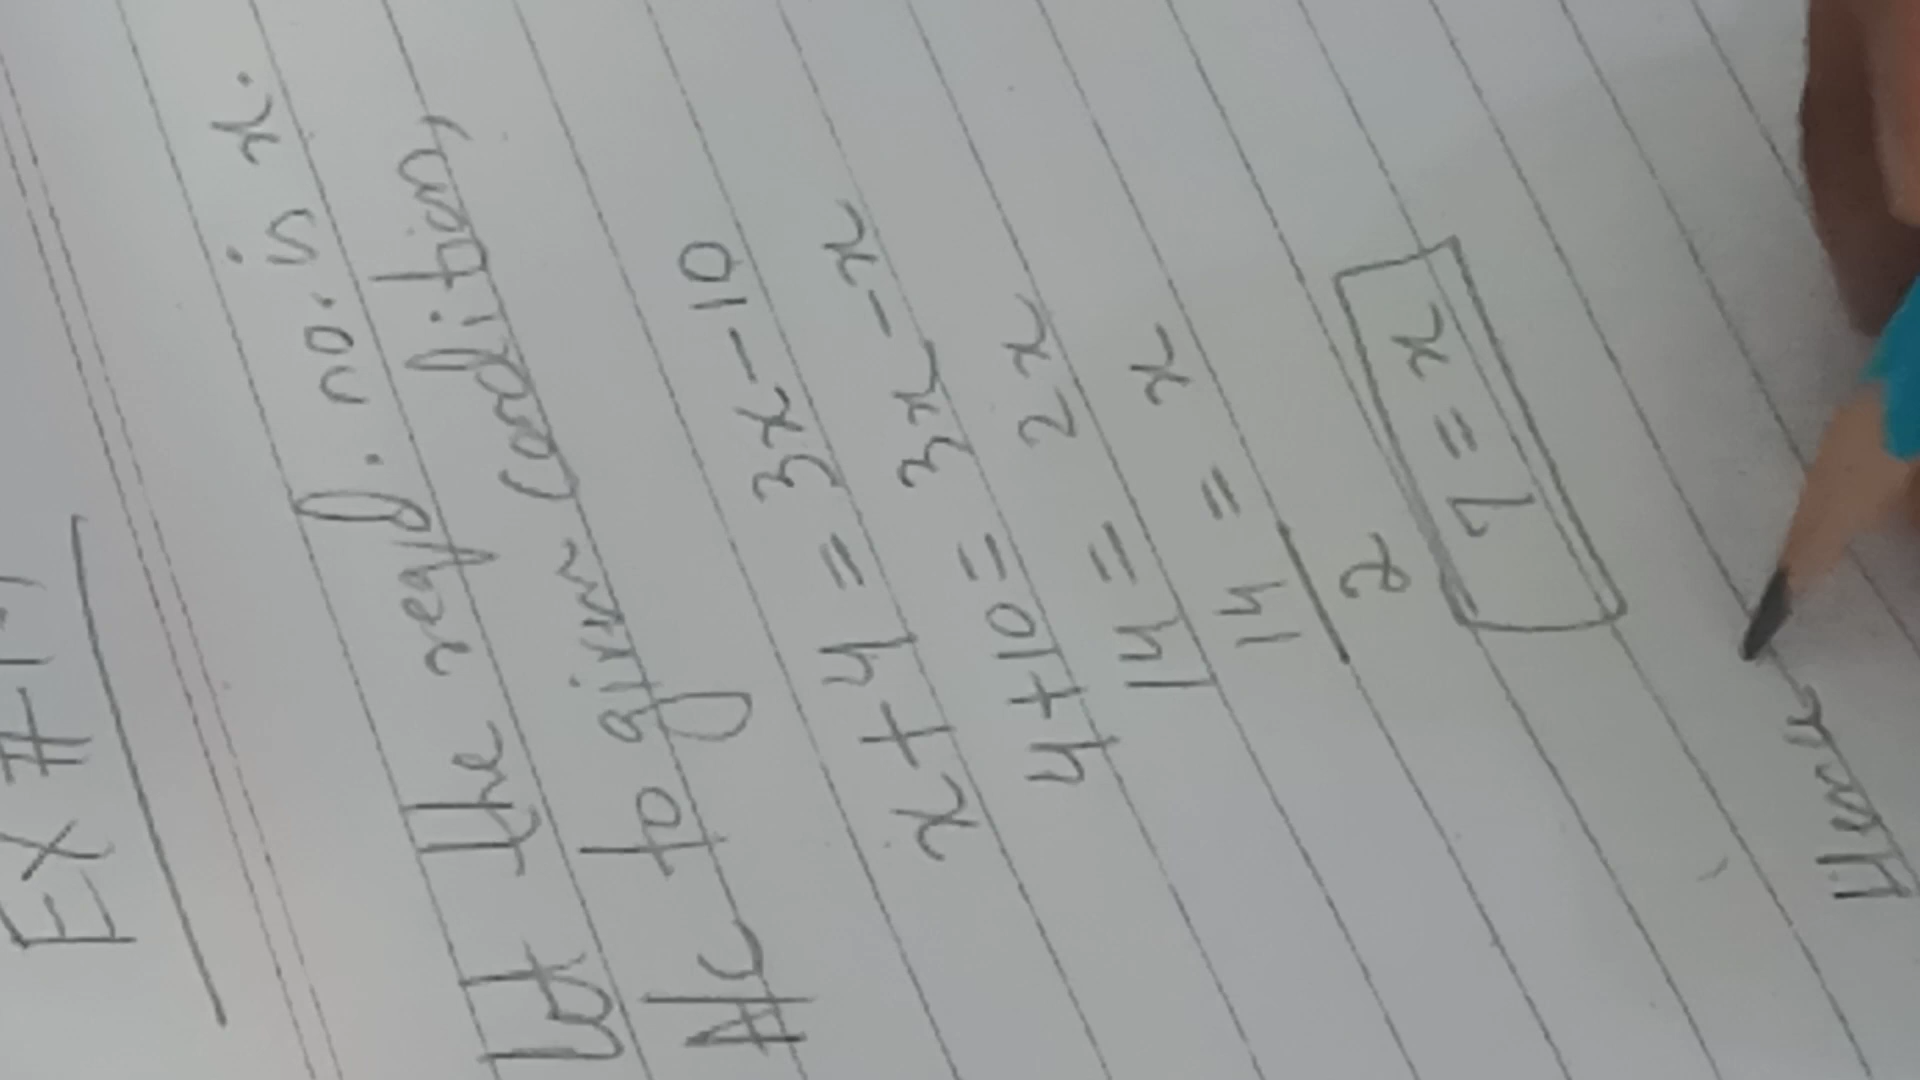 EX #
Let the reqd. no. is x.
A/c to given condition,
x+4 = 3x-10
4+10 = 3x-x
14 = 2x
14/2 = x
x = 7
Hence